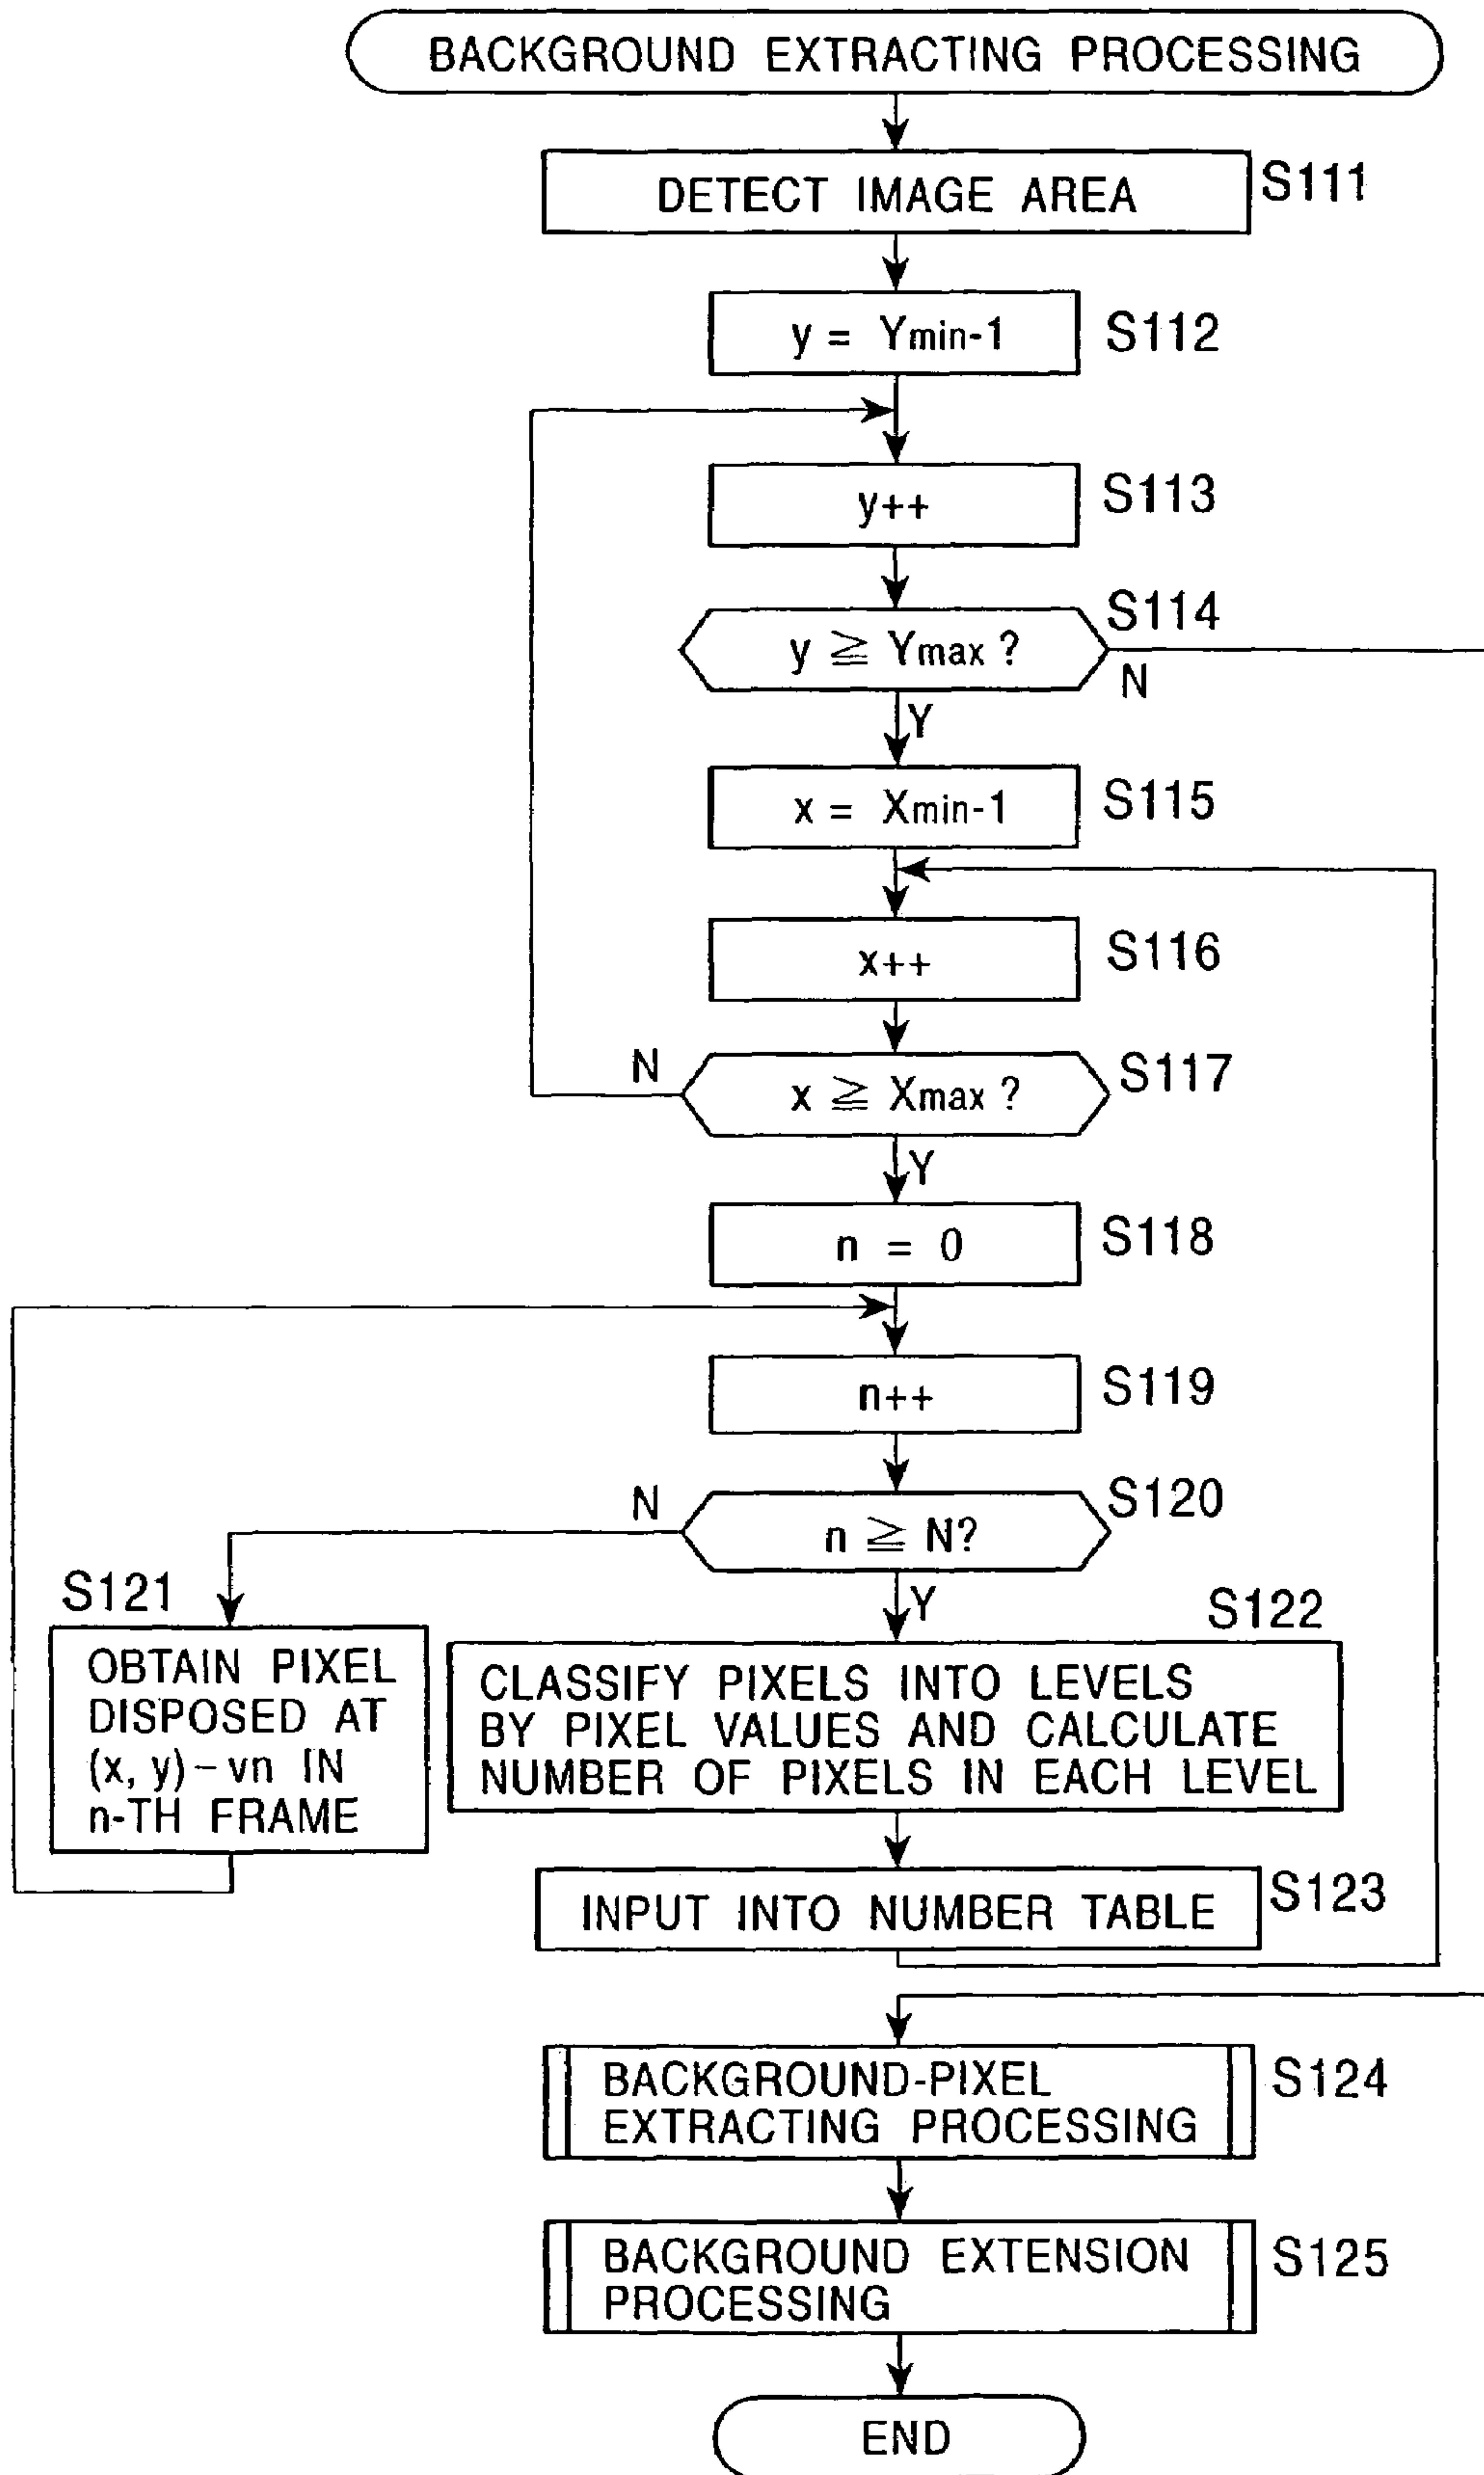 BACKGROUND EXTRACTING PROCESSING
DETECT IMAGE AREA
S111
y = Ymin-1
S112
y++
S113
y ≧ Ymax ?
S114
N
Y
x = Xmin-1
S115
x++
S116
N
x ≧ Xmax ?
S117
Y
n = 0
S118
n++
S119
N
n ≧ N?
S120
Y
S121
OBTAIN PIXEL
DISPOSED AT
(x, y)-vn IN
n-TH FRAME
S122
CLASSIFY PIXELS INTO LEVELS
BY PIXEL VALUES AND CALCULATE
NUMBER OF PIXELS IN EACH LEVEL
INPUT INTO NUMBER TABLE
S123
BACKGROUND-PIXEL
EXTRACTING PROCESSING
S124
BACKGROUND EXTENSION
PROCESSING
S125
END